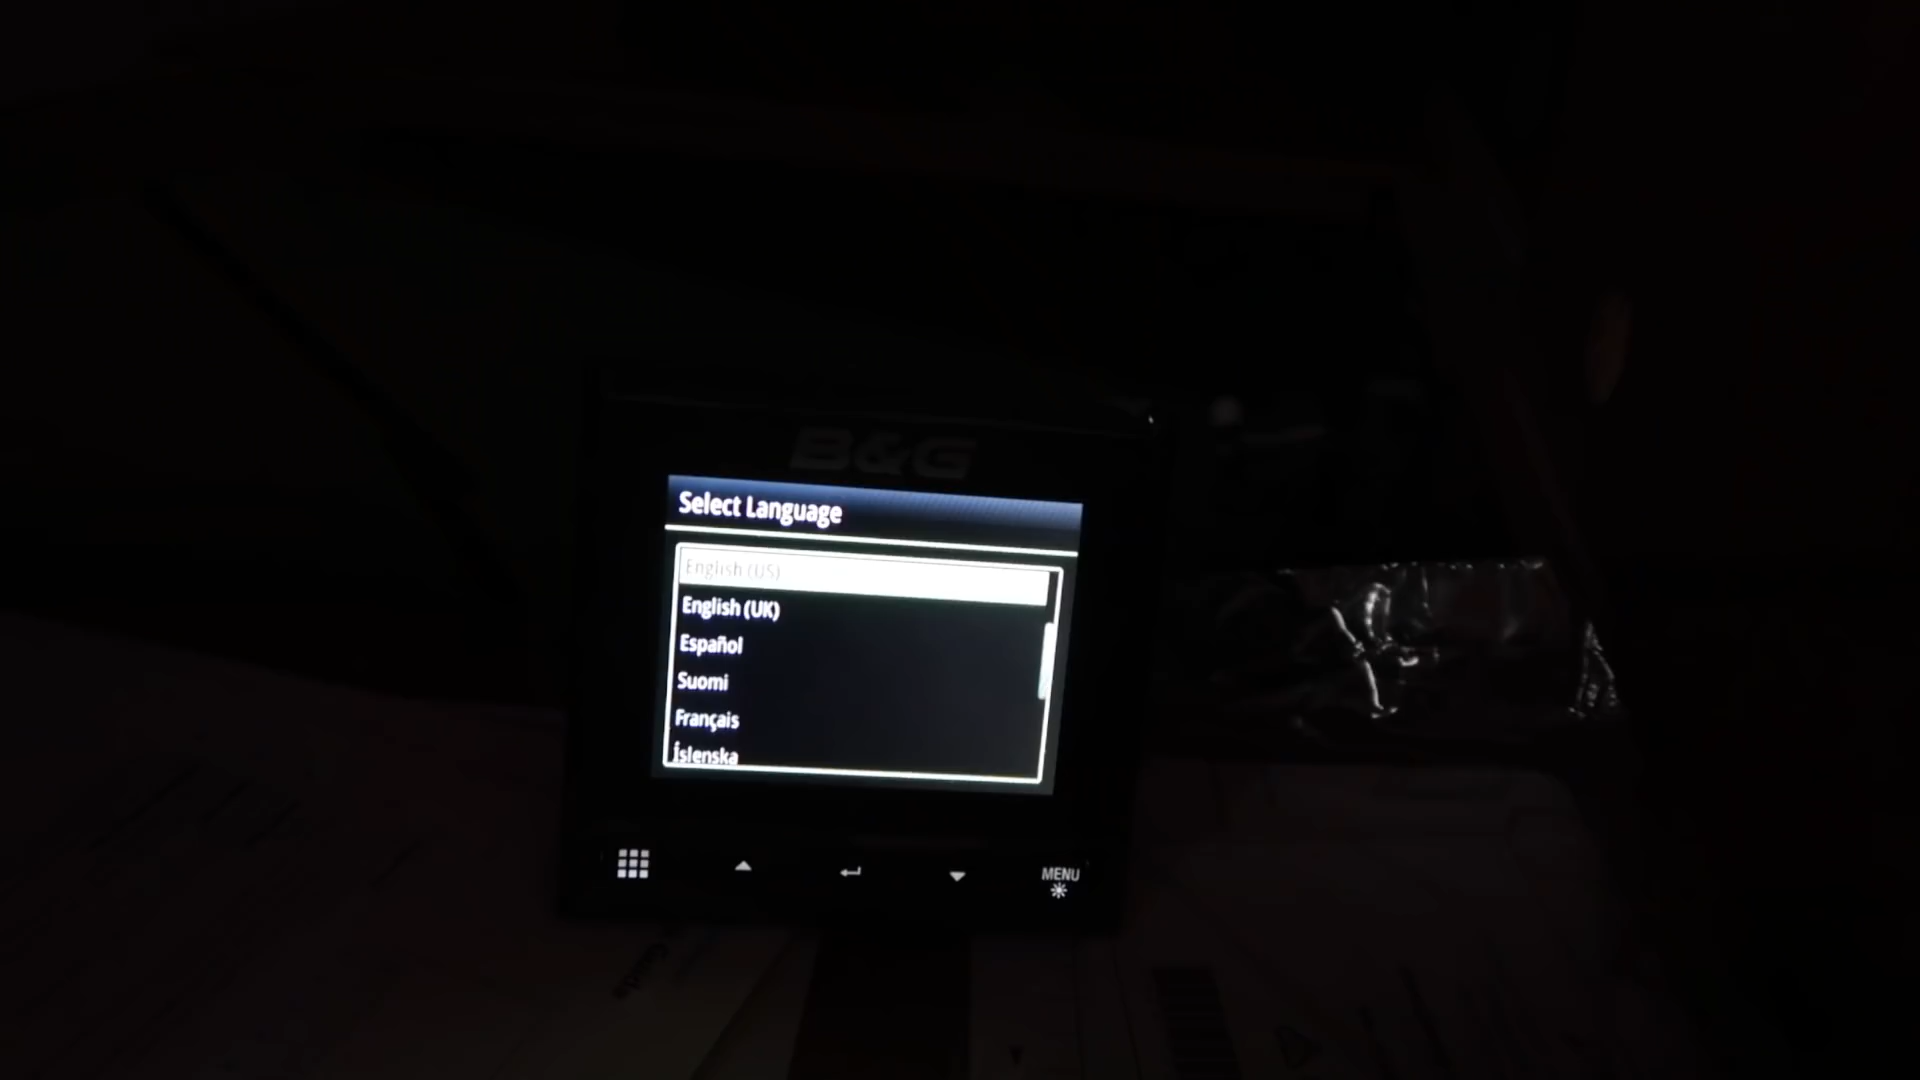 B&G
Select Language
English (US)
English (UK)
Español
Suomi
Français
Íslenska
MENU